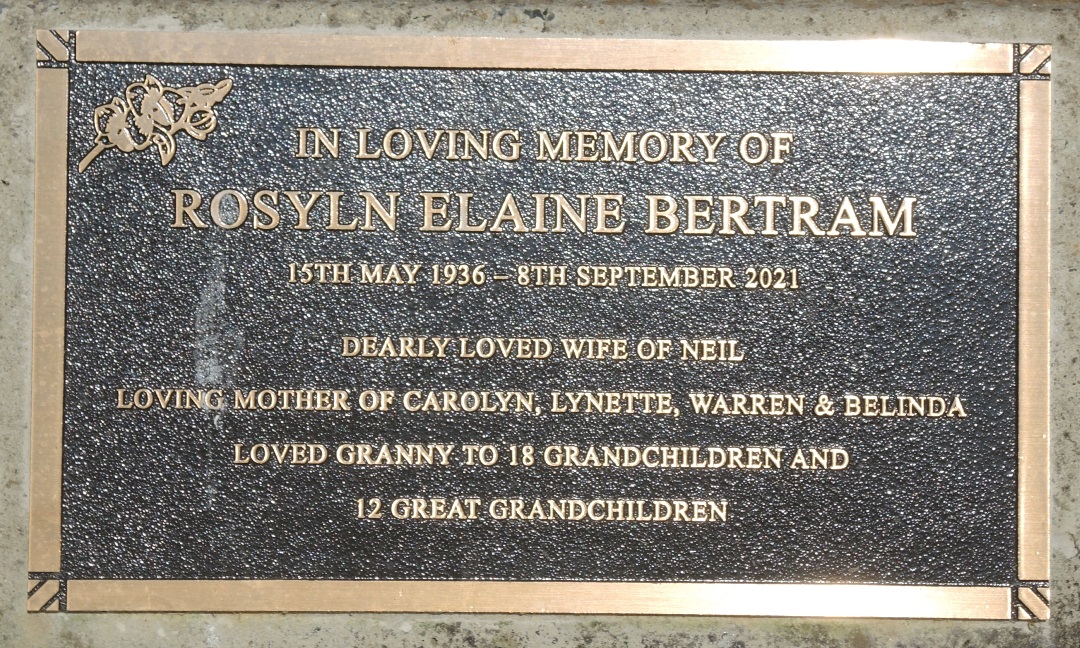 IN LOVING MEMORY OF
ROSYLN ELAINE BERTRAM
15TH MAY 1936 – 8TH SEPTEMBER 2021
DEARLY LOVED WIFE OF NEIL
LOVING MOTHER OF CAROLYN, LYNETTE, WARREN & BELINDA
LOVED GRANNY TO 18 GRANDCHILDREN AND
12 GREAT GRANDCHILDREN